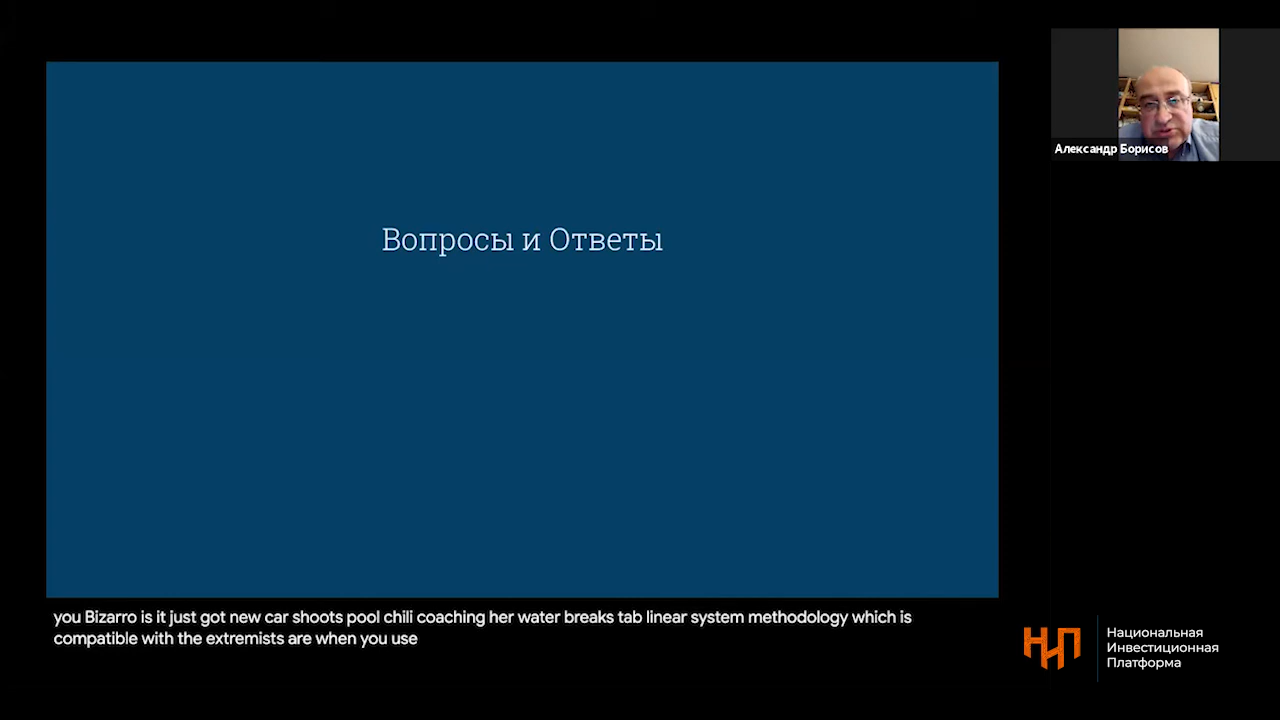 Вопросы и Ответы
Александр Борисов
you Bizarro is it just got new car shoots pool chili coaching her water breaks tab linear system methodology which is
compatible with the extremists are when you use
НИП
Национальная
Инвестиционная
Платформа